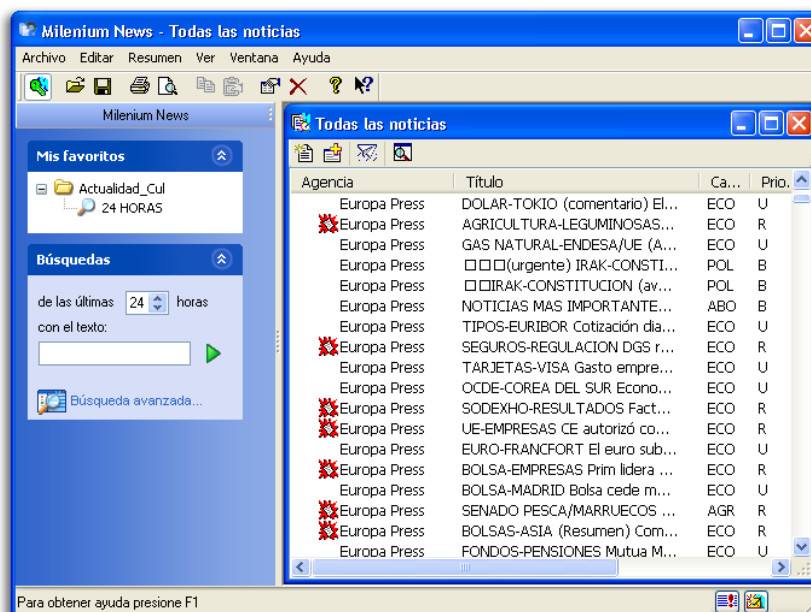 Milenium News - Todas las noticias
Archivo Editar Resumen Ver Ventana Ayuda
Milenium News
Mis favoritos
Actualidad_Cul
24 HORAS
Búsquedas
de las últimas 24 horas
con el texto:
Búsqueda avanzada...
Todas las noticias
Agencia Título Ca... Prio.
Europa Press DOLAR-TOKIO (comentario) El... ECO U
Europa Press AGRICULTURA-LEGUMINOSAS... ECO R
Europa Press GAS NATURAL-ENDESA/UE (A... ECO U
Europa Press □□□(urgente) IRAK-CONSTI... POL B
Europa Press □□IRAK-CONSTITUCION (av... POL B
Europa Press NOTICIAS MAS IMPORTANTE... ABO B
Europa Press TIPOS-EURIBOR Cotización dia... ECO U
Europa Press SEGUROS-REGULACION DGS r... ECO R
Europa Press TARJETAS-VISA Gasto empre... ECO U
Europa Press OCDE-COREA DEL SUR Econo... ECO U
Europa Press SODEXHO-RESULTADOS Fact... ECO R
Europa Press UE-EMPRESAS CE autorizó co... ECO R
Europa Press EURO-FRANCFORT El euro sub... ECO U
Europa Press BOLSA-EMPRESAS Prim lidera ... ECO R
Europa Press BOLSA-MADRID Bolsa cede m... ECO U
Europa Press SENADO PESCA/MARRUECOS ... AGR R
Europa Press BOLSAS-ASIA (Resumen) Com... ECO R
Europa Press FONDOS-PENSIONES Mutua M... ECO U
Para obtener ayuda presione F1